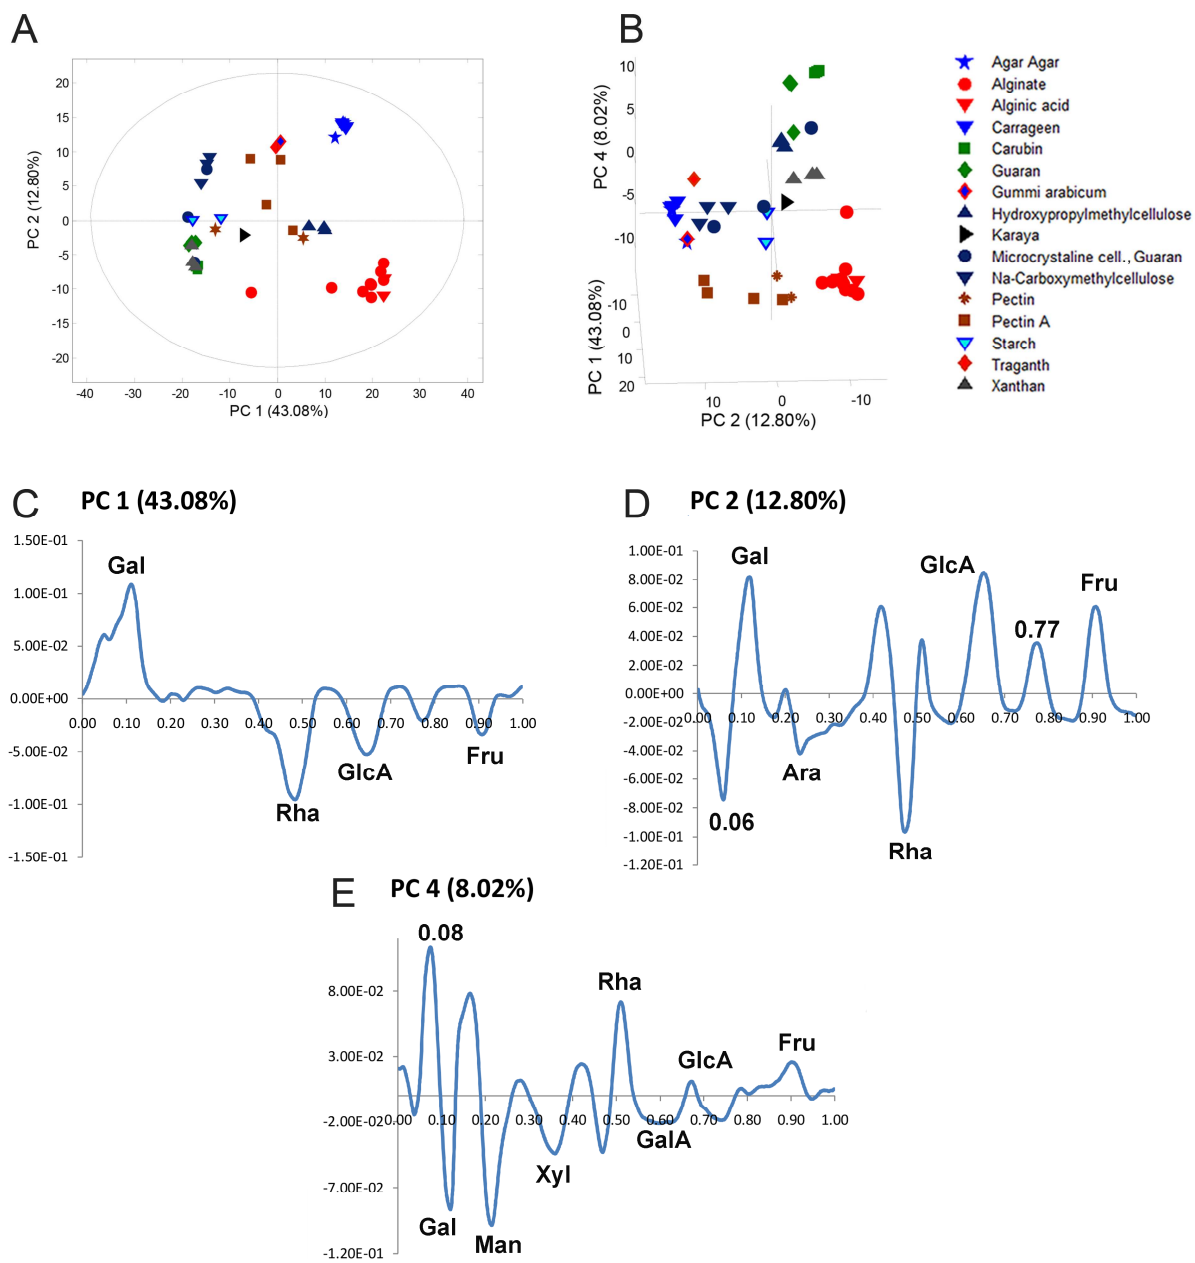 A
20
15
10
5
0
-5
-10
-15
-20
PC 2 (12.80%)
-40
-30
-20
-10
0
10
20
30
40
PC 1 (43.08%)
B
10
5
0
-5
-10
PC 4 (8.02%)
-10
0
10
20
PC 1 (43.08%)
10
0
-10
PC 2 (12.80%)
Agar Agar
Alginate
Alginic acid
Carrageen
Carubin
Guaran
Gummi arabicum
Hydroxypropylmethylcellulose
Karaya
Microcrystaline cell., Guaran
Na-Carboxymethylcellulose
Pectin
Pectin A
Starch
Traganth
Xanthan
C
PC 1 (43.08%)
1.50E-01
1.00E-01
5.00E-02
0.00E+00
-5.00E-02
-1.00E-01
-1.50E-01
0.00 0.10 0.20 0.30 0.40 0.50 0.60 0.70 0.80 0.90 1.00
Gal
Rha
GlcA
Fru
D
PC 2 (12.80%)
1.00E-01
8.00E-02
6.00E-02
4.00E-02
2.00E-02
0.00E+00
-2.00E-02
-4.00E-02
-6.00E-02
-8.00E-02
-1.00E-01
-1.20E-01
0.00 0.10 0.20 0.30 0.40 0.50 0.60 0.70 0.80 0.90 1.00
Gal
GlcA
Fru
0.77
Ara
0.06
Rha
E
PC 4 (8.02%)
8.00E-02
3.00E-02
-2.00E-02
-7.00E-02
-1.20E-01
0.00 0.10 0.20 0.30 0.40 0.50 0.60 0.70 0.80 0.90 1.00
0.08
Rha
GlcA
Fru
GalA
Xyl
Gal
Man